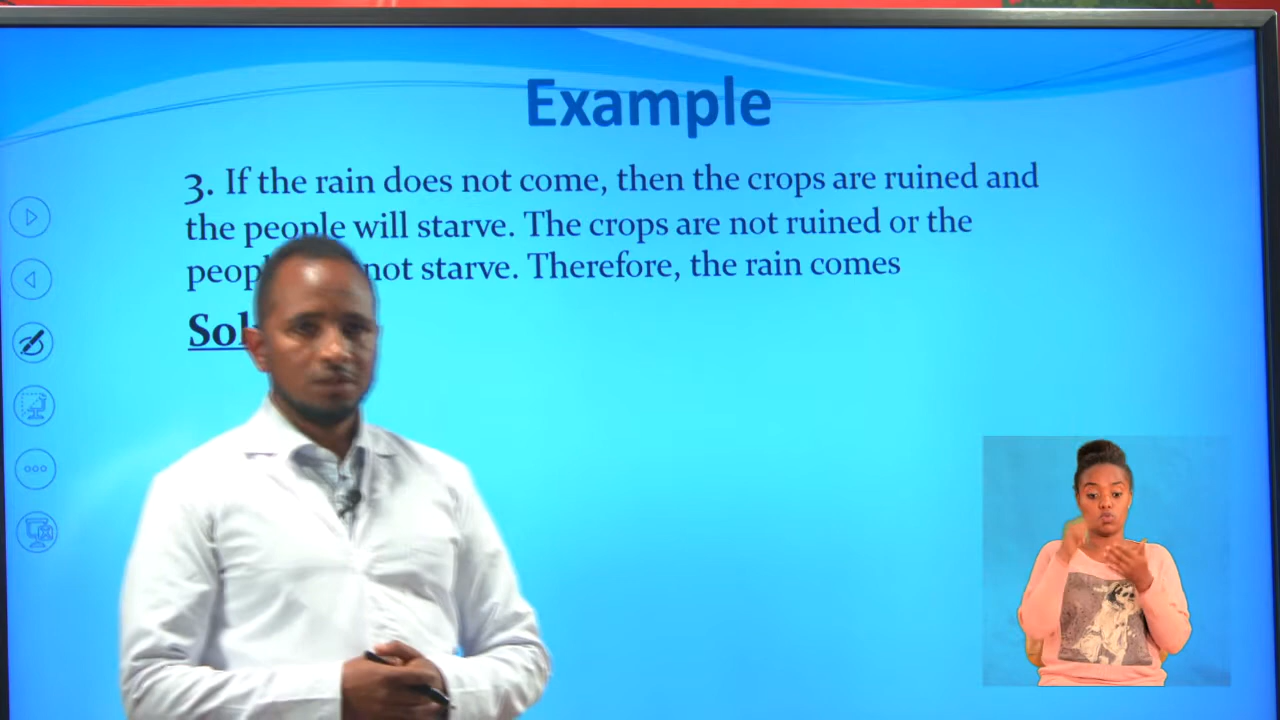 Example
3. If the rain does not come, then the crops are ruined and
the people will starve. The crops are not ruined or the
not starve. Therefore, the rain comes